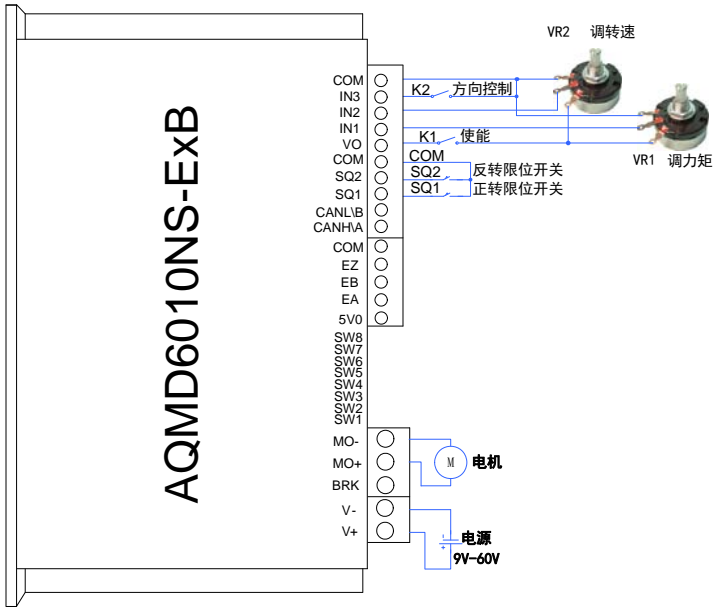 VR2 调转速
COM
IN3
K2 方向控制
IN2
IN1
VO
K1 使能
VR1 调力矩
COM
COM
SQ2
SQ2
反转限位开关
SQ1
SQ1
正转限位开关
CANL\B
CANH\A
COM
EZ
EB
EA
5V0
SW8
SW7
SW6
SW5
SW4
SW3
SW2
SW1
MO-
MO+
M
电机
BRK
V-
V+
电源
9V-60V
AQMD6010NS-ExB